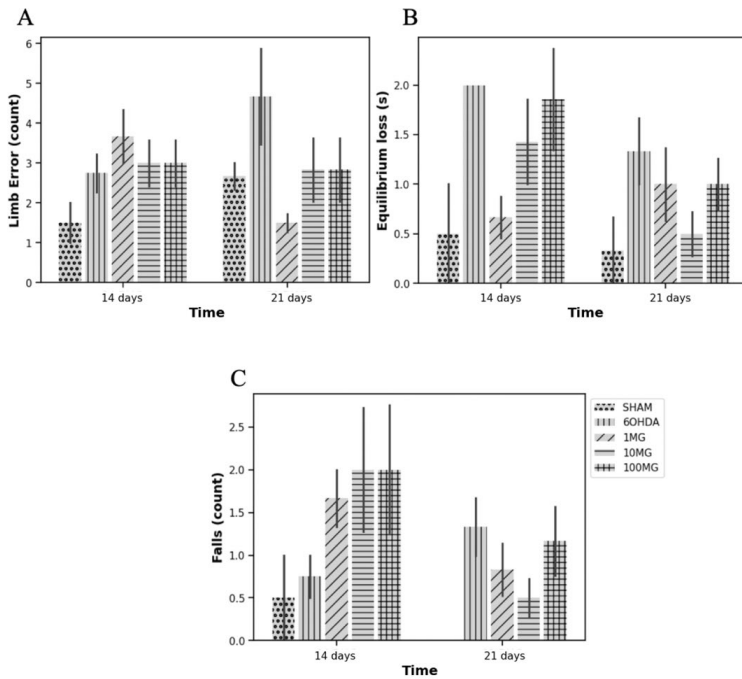 A
Limb Error (count)
6
5
4
3
2
1
0
14 days
21 days
Time
B
Equilibrium loss (s)
2.0
1.5
1.0
0.5
0.0
14 days
21 days
Time
C
Falls (count)
2.5
2.0
1.5
1.0
0.5
0.0
14 days
21 days
Time
SHAM
6OHDA
1MG
10MG
100MG